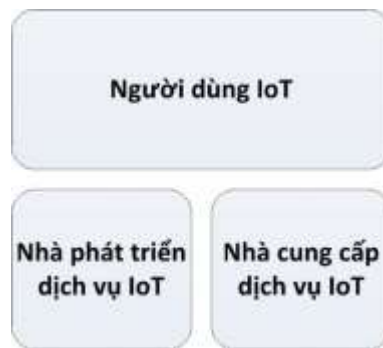 Người dùng IoT
Nhà phát triển
dịch vụ IoT
Nhà cung cấp
dịch vụ IoT